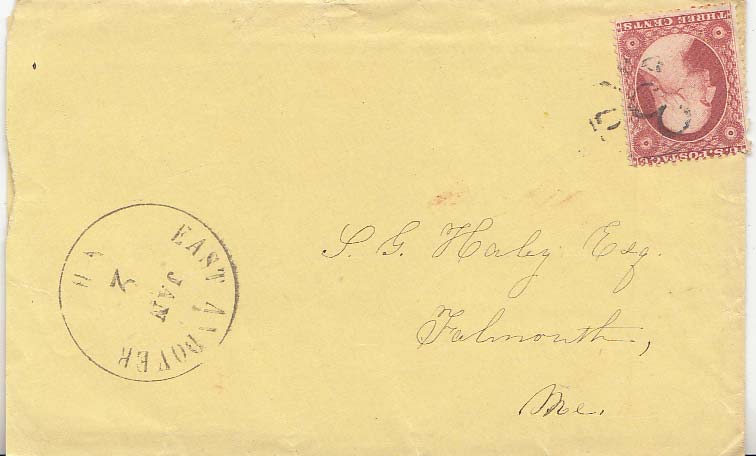 THREE CENTS.
U.S. POSTAGE
EAST ANDOVER
JAN
2
S. G. Haley Esq.
Falmouth,
Me.